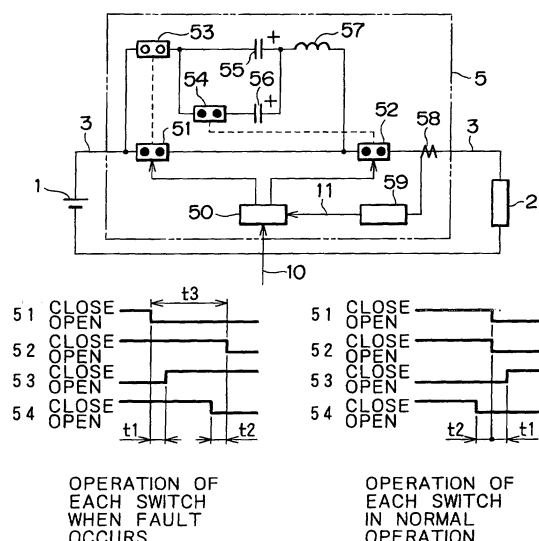 53
+
57
55
+
5
54
56
52
3
51
58
3
1
50
11
59
2
10
51 CLOSE OPEN t3
52 CLOSE OPEN
53 CLOSE OPEN
54 CLOSE OPEN
t1 t2
OPERATION OF
EACH SWITCH
WHEN FAULT
OCCURS
51 CLOSE OPEN
52 CLOSE OPEN
53 CLOSE OPEN
54 CLOSE OPEN
t2 t1
OPERATION OF
EACH SWITCH
IN NORMAL
OPERATION